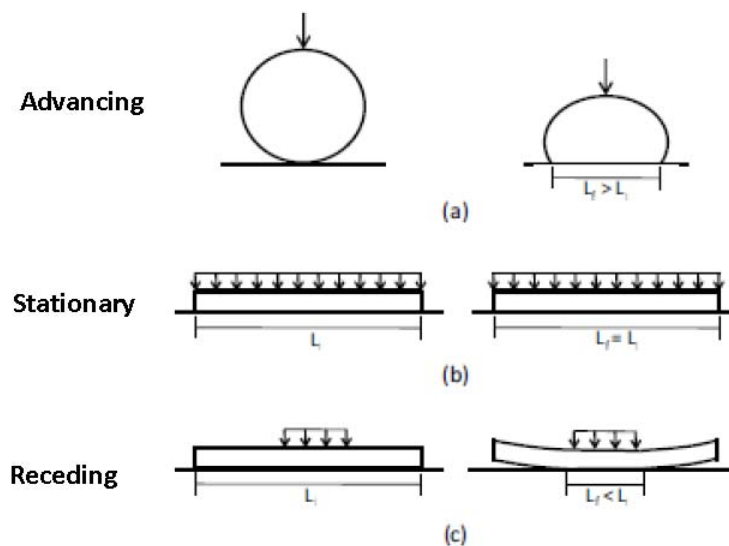 Advancing
L_f > L_i
(a)
Stationary
L_i
L_f = L_i
(b)
Receding
L_i
L_f < L_i
(c)